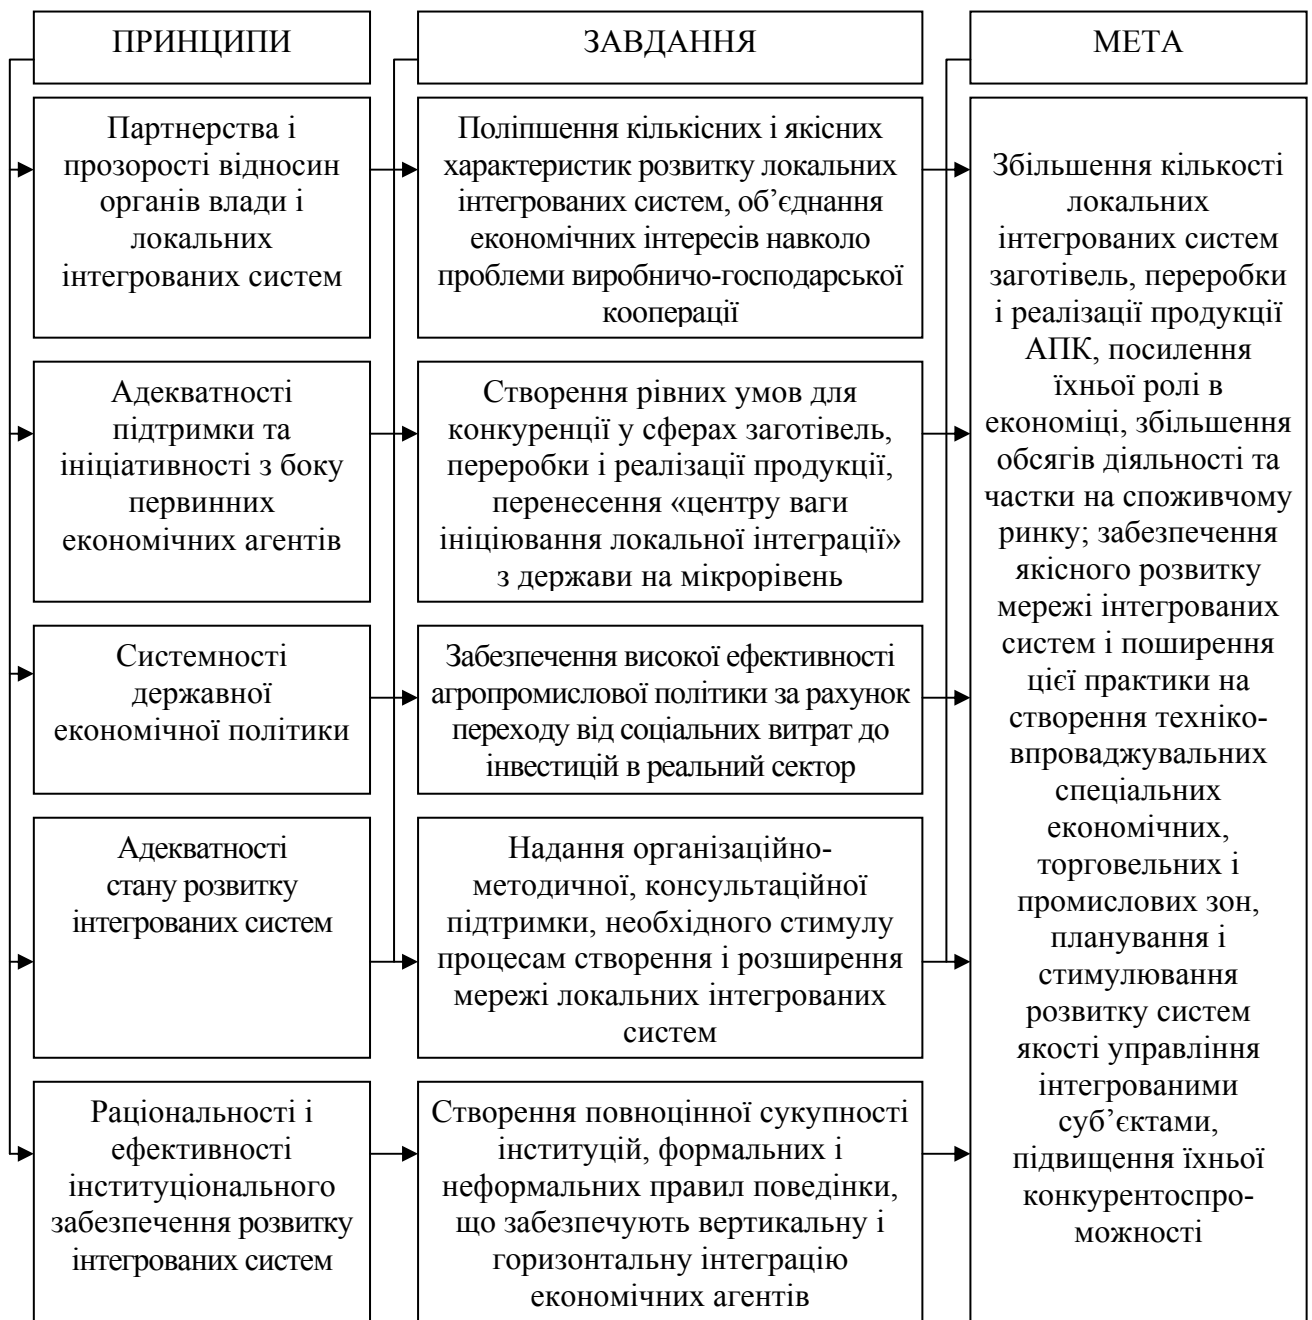 ПРИНЦИПИ
ЗАВДАННЯ
МЕТА
Партнерства і
прозорості відносин
органів влади і
локальних
інтегрованих систем
Поліпшення кількісних і якісних
характеристик розвитку локальних
інтегрованих систем, об’єднання
економічних інтересів навколо
проблеми виробничо-господарської
кооперації
Адекватності
підтримки та
ініціативності з боку
первинних
економічних агентів
Створення рівних умов для
конкуренції у сферах заготівель,
переробки і реалізації продукції,
перенесення «центру ваги
ініціювання локальної інтеграції»
з держави на мікрорівень
Системності
державної
економічної політики
Забезпечення високої ефективності
агропромислової політики за рахунок
переходу від соціальних витрат до
інвестицій в реальний сектор
Адекватності
стану розвитку
інтегрованих систем
Надання організаційно-
методичної, консультаційної
підтримки, необхідного стимулу
процесам створення і розширення
мережі локальних інтегрованих
систем
Раціональності і
ефективності
інституціонального
забезпечення розвитку
інтегрованих систем
Створення повноцінної сукупності
інституцій, формальних і
неформальних правил поведінки,
що забезпечують вертикальну і
горизонтальну інтеграцію
економічних агентів
Збільшення кількості
локальних
інтегрованих систем
заготівель, переробки
і реалізації продукції
АПК, посилення
їхньої ролі в
економіці, збільшення
обсягів діяльності та
частки на споживчому
ринку; забезпечення
якісного розвитку
мережі інтегрованих
систем і поширення
цієї практики на
створення техніко-
впроваджувальних
спеціальних
економічних,
торговельних і
промислових зон,
планування і
стимулювання
розвитку систем
якості управління
інтегрованими
суб’єктами,
підвищення їхньої
конкурентоспро-
можності